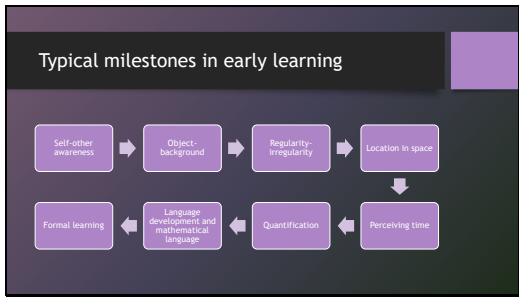 Typical milestones in early learning
Self-other
awareness
Object-
background
Regularity-
irregularity
Location in space
Perceiving time
Quantification
Language
development and
mathematical
language
Formal learning